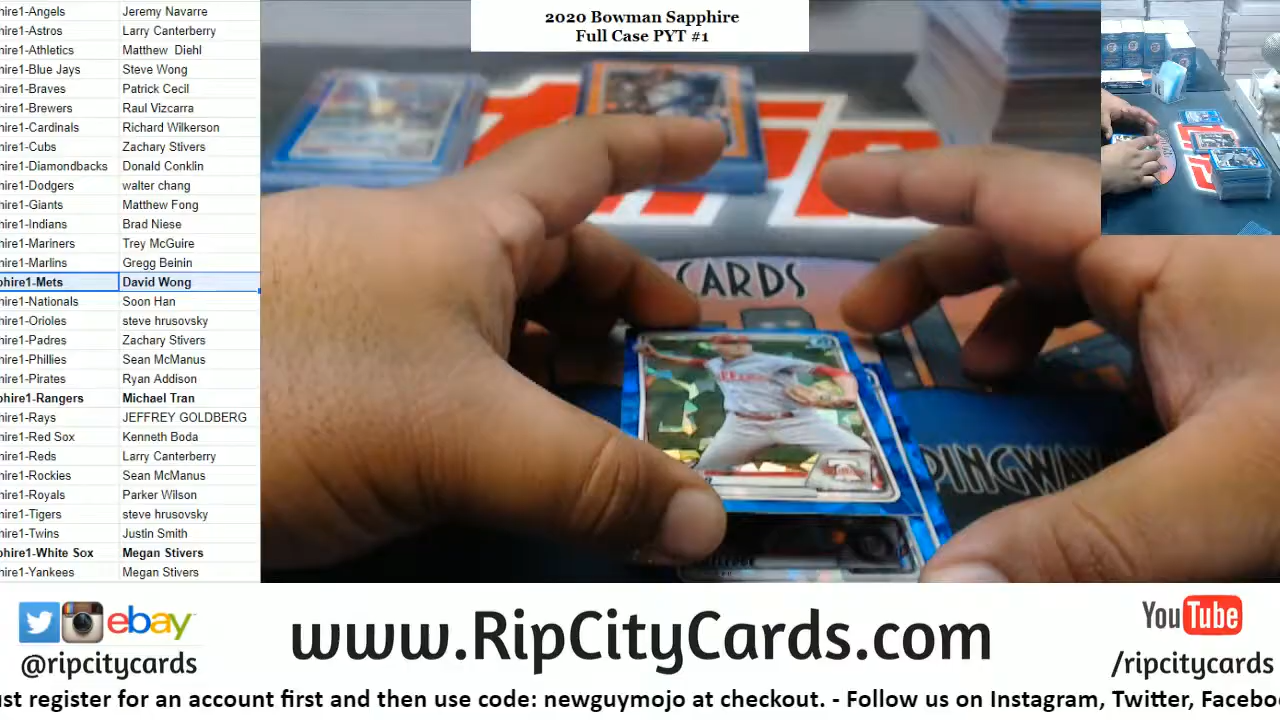 2020 Bowman Sapphire
Full Case PYT #1
hire1-Angels Jeremy Navarre
hire1-Astros Larry Canterberry
hire1-Athletics Matthew Diehl
hire1-Blue Jays Steve Wong
hire1-Braves Patrick Cecil
hire1-Brewers Raul Vizcarra
hire1-Cardinals Richard Wilkerson
hire1-Cubs Zachary Stivers
hire1-Diamondbacks Donald Conklin
hire1-Dodgers walter chang
hire1-Giants Matthew Fong
hire1-Indians Brad Niese
hire1-Mariners Trey McGuire
hire1-Marlins Gregg Beinin
phire1-Mets David Wong
hire1-Nationals Soon Han
hire1-Orioles steve hrusovsky
hire1-Padres Zachary Stivers
hire1-Phillies Sean McManus
hire1-Pirates Ryan Addison
phire1-Rangers Michael Tran
hire1-Rays JEFFREY GOLDBERG
hire1-Red Sox Kenneth Boda
hire1-Reds Larry Canterberry
hire1-Rockies Sean McManus
hire1-Royals Parker Wilson
hire1-Tigers steve hrusovsky
hire1-Twins Justin Smith
phire1-White Sox Megan Stivers
hire1-Yankees Megan Stivers
CARDS
PINGWAX
ebay
@ripcitycards
www.RipCityCards.com
YouTube
/ripcitycards
ust register for an account first and then use code: newguymojo at checkout. - Follow us on Instagram, Twitter, Facebo